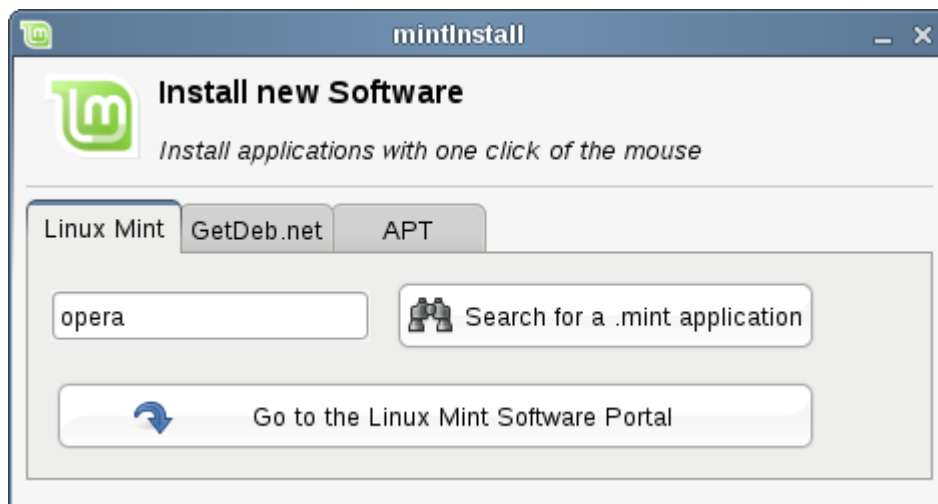 mintInstall
Install new Software
Install applications with one click of the mouse
Linux Mint GetDeb.net APT
opera Search for a .mint application
Go to the Linux Mint Software Portal